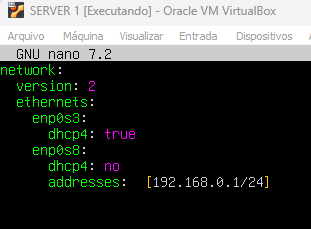 SERVER 1 [Executando] - Oracle VM VirtualBox
Arquivo Máquina Visualizar Entrada Dispositivos
GNU nano 7.2
network:
  version: 2
  ethernets:
    enp0s3:
      dhcp4: true
    enp0s8:
      dhcp4: no
      addresses:  [192.168.0.1/24]